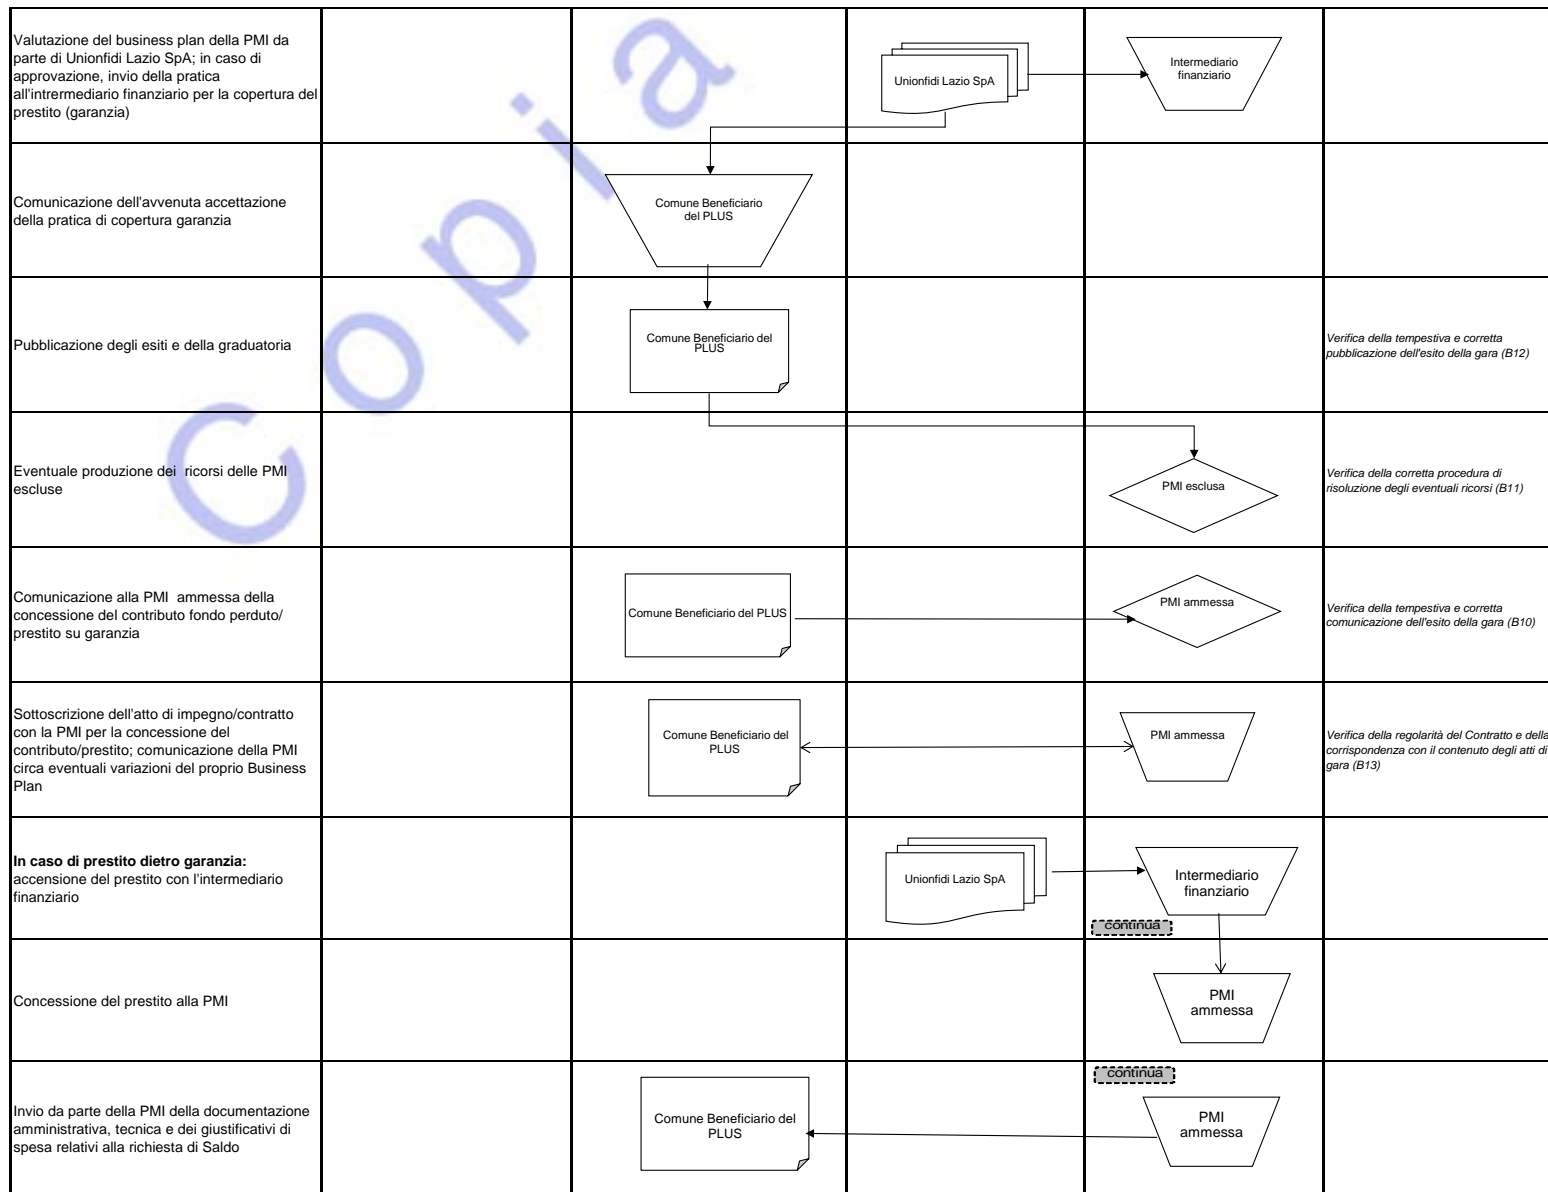 Valutazione del business plan della PMI da
parte di Unionfidi Lazio SpA; in caso di
approvazione, invio della pratica
all'intrermediario finanziario per la copertura del
prestito (garanzia)
Unionfidi Lazio SpA
Intermediario
finanziario
Comunicazione dell'avvenuta accettazione
della pratica di copertura garanzia
Comune Beneficiario
del PLUS
Pubblicazione degli esiti e della graduatoria
Comune Beneficiario del
PLUS
Verifica della tempestiva e corretta
pubblicazione dell'esito della gara (B12)
Eventuale produzione dei ricorsi delle PMI
escluse
PMI esclusa
Verifica della corretta procedura di
risoluzione degli eventuali ricorsi (B11)
Comunicazione alla PMI ammessa della
concessione del contributo fondo perduto/
prestito su garanzia
Comune Beneficiario del PLUS
PMI ammessa
Verifica della tempestiva e corretta
comunicazione dell'esito della gara (B10)
Sottoscrizione dell'atto di impegno/contratto
con la PMI per la concessione del
contributo/prestito; comunicazione della PMI
circa eventuali variazioni del proprio Business
Plan
Comune Beneficiario del
PLUS
PMI ammessa
Verifica della regolarità del Contratto e della
corrispondenza con il contenuto degli atti di
gara (B13)
In caso di prestito dietro garanzia:
accensione del prestito con l'intermediario
finanziario
Unionfidi Lazio SpA
Intermediario
finanziario
continua
Concessione del prestito alla PMI
PMI
ammessa
continua
Invio da parte della PMI della documentazione
amministrativa, tecnica e dei giustificativi di
spesa relativi alla richiesta di Saldo
Comune Beneficiario del
PLUS
PMI
ammessa
Copia